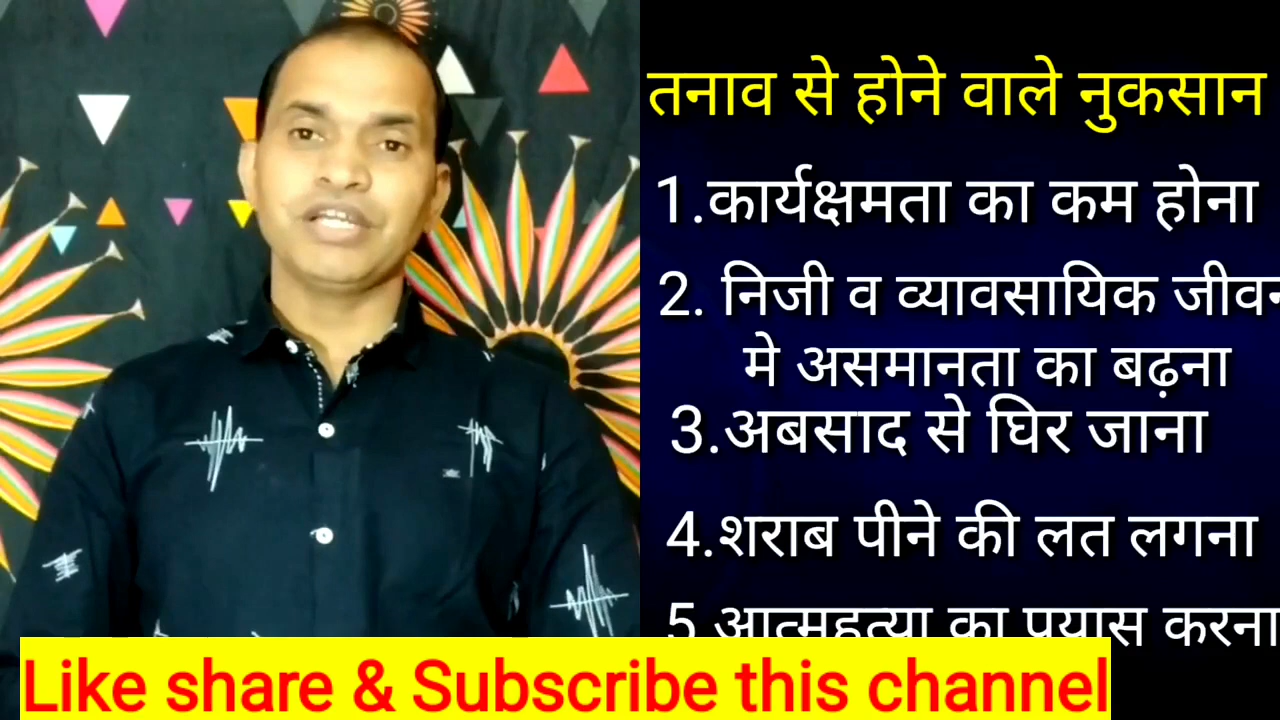 तनाव से होने वाले नुकसान
1.कार्यक्षमता का कम होना
2. निजी व व्यावसायिक जीवन
मे असमानता का बढ़ना
3.अबसाद से घिर जाना
4.शराब पीने की लत लगना
5 आत्महत्या का प्रयास करना
Like share & Subscribe this channel